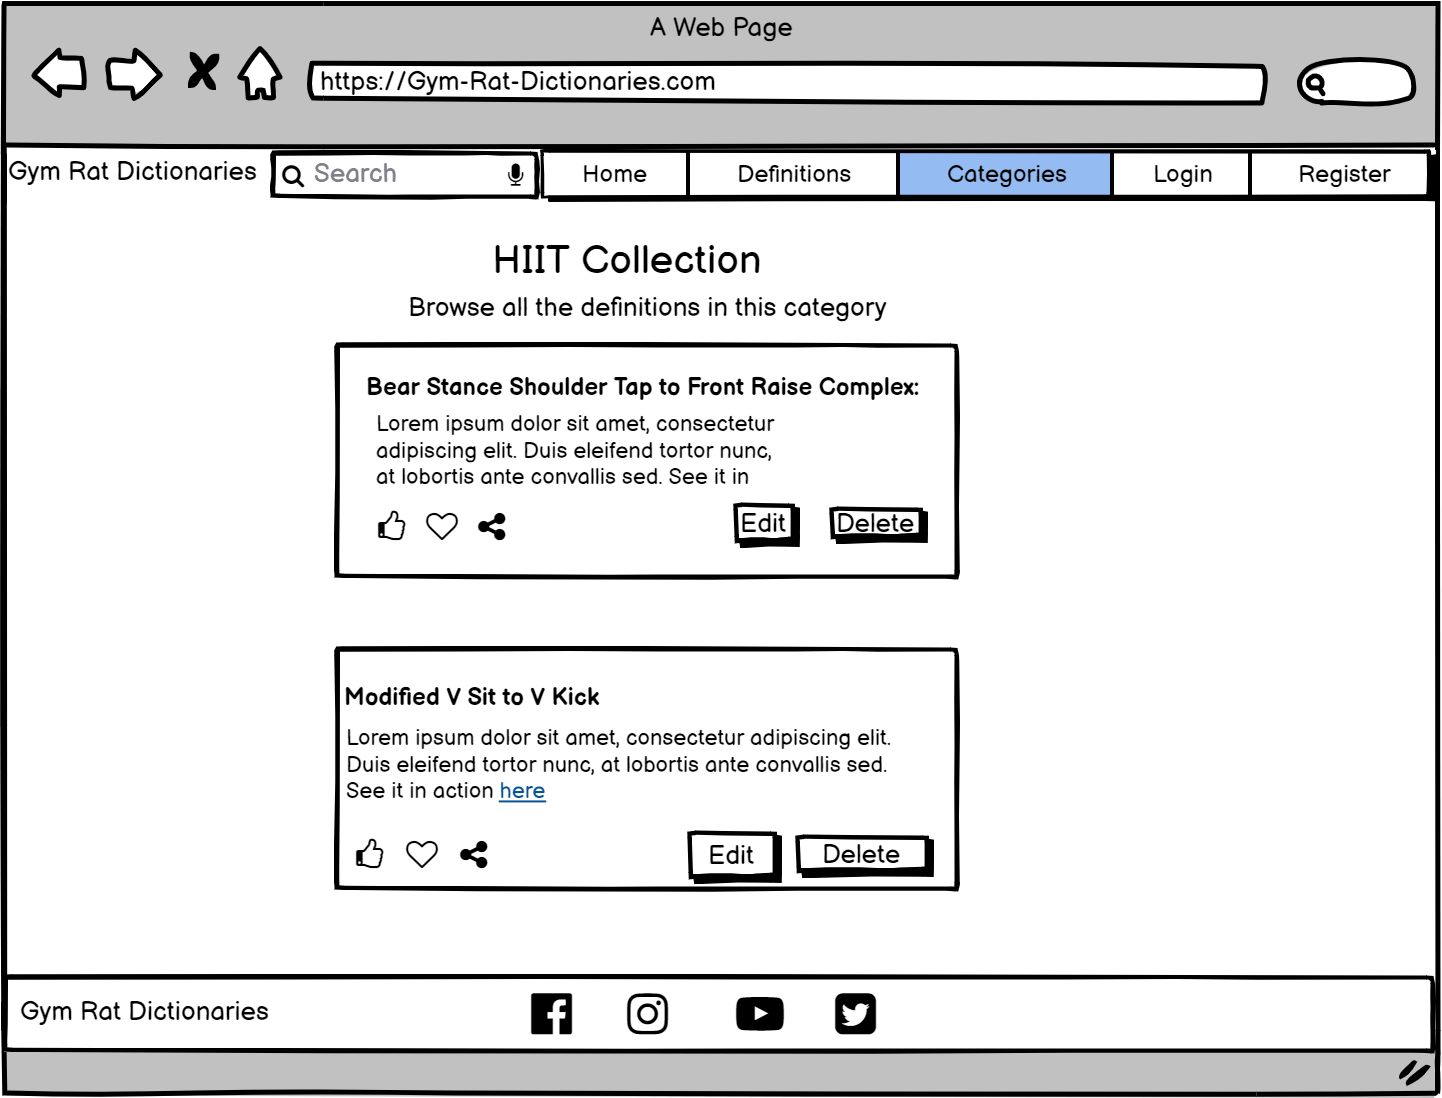 A Web Page
https://Gym-Rat-Dictionaries.com
Gym Rat Dictionaries Search Home Definitions Categories Login Register
HIIT Collection
Browse all the definitions in this category
Bear Stance Shoulder Tap to Front Raise Complex:
Lorem ipsum dolor sit amet, consectetur
adipiscing elit. Duis eleifend tortor nunc,
at lobortis ante convallis sed. See it in
Edit Delete
Modified V Sit to V Kick
Lorem ipsum dolor sit amet, consectetur adipiscing elit.
Duis eleifend tortor nunc, at lobortis ante convallis sed.
See it in action here
Edit Delete
Gym Rat Dictionaries